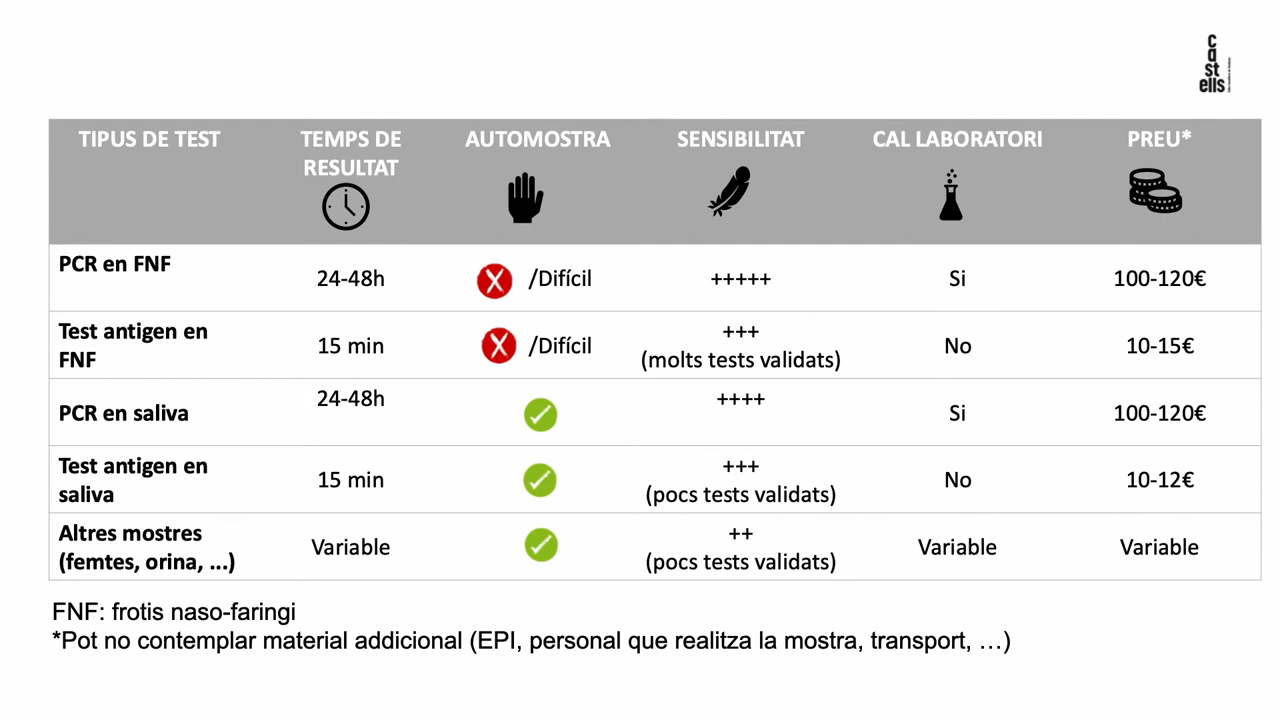 castells
TIPUS DE TEST
TEMPS DE
RESULTAT
AUTOMOSTRA
SENSIBILITAT
CAL LABORATORI
PREU*
PCR en FNF
24-48h
/Difícil
+++++
Si
100-120€
Test antigen en
FNF
15 min
/Difícil
+++
(molts tests validats)
No
10-15€
PCR en saliva
24-48h
++++
Si
100-120€
Test antigen en
saliva
15 min
+++
(pocs tests validats)
No
10-12€
Altres mostres
(femtes, orina, ...)
Variable
++
(pocs tests validats)
Variable
Variable
FNF: frotis naso-faringi
*Pot no contemplar material addicional (EPI, personal que realitza la mostra, transport, …)